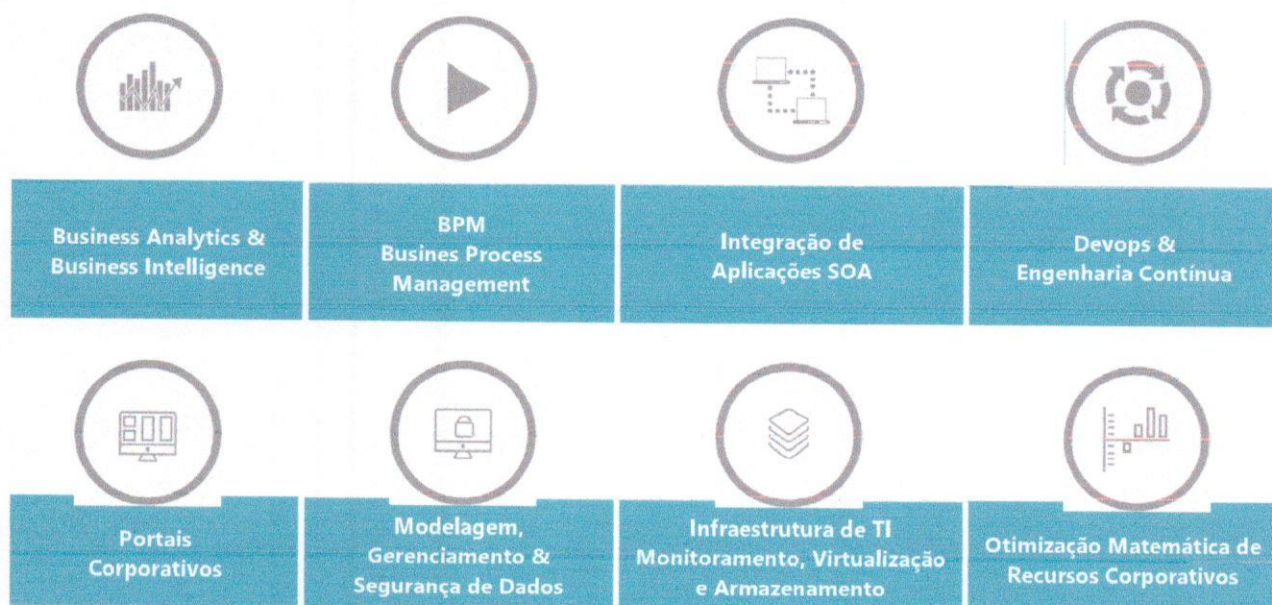 Business Analytics &
Business Intelligence
BPM
Busines Process
Management
Integração de
Aplicações SOA
Devops &
Engenharia Contínua
Portais
Corporativos
Modelagem,
Gerenciamento &
Segurança de Dados
Infraestrutura de TI
Monitoramento, Virtualização
e Armazenamento
Otimização Matemática de
Recursos Corporativos